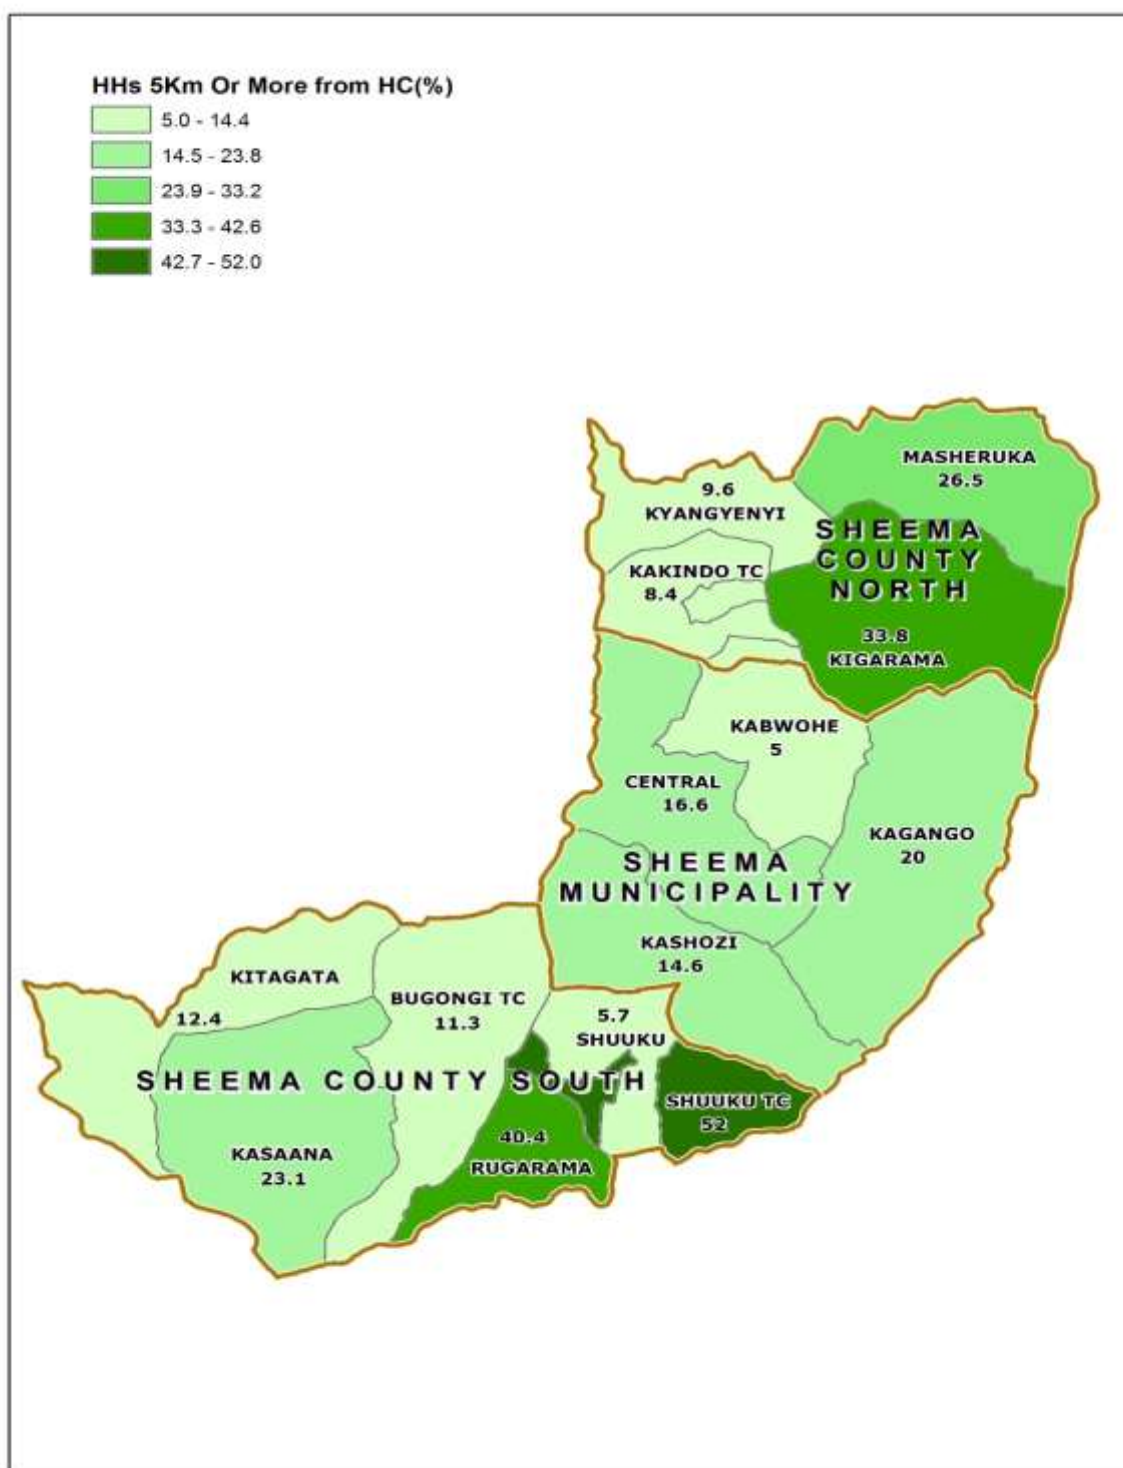 HHs 5Km Or More from HC(%)
5.0 - 14.4
14.5 - 23.8
23.9 - 33.2
33.3 - 42.6
42.7 - 52.0
MASHERUKA
26.5
9.6
KYANGYENYI
SHEEMA
COUNTY
NORTH
KAKINDO TC
8.4
33.8
KIGARAMA
KABWOHE
5
CENTRAL
16.6
KAGANGO
20
SHEEMA
MUNICIPALITY
KASHOZI
14.6
KITAGATA
12.4
BUGONGI TC
11.3
5.7
SHUUKU
SHEEMA COUNTY SOUTH
SHUUKU TC
52
KASAANA
23.1
40.4
RUGARAMA